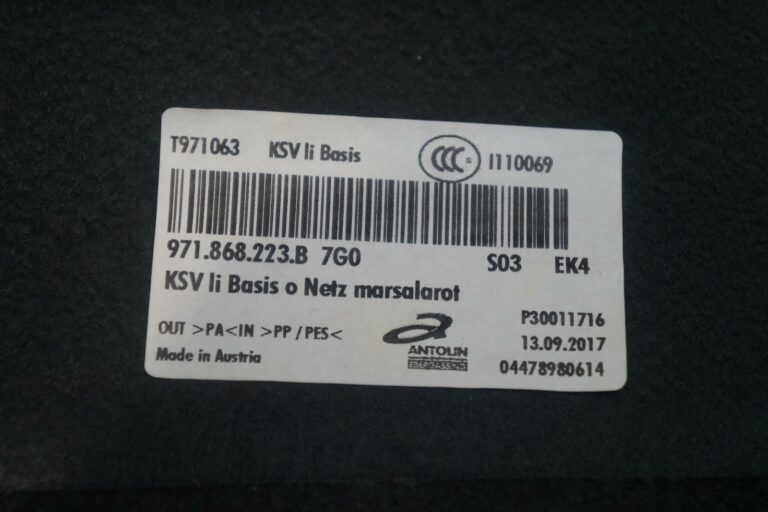 T971063 KSV li Basis CCC G I110069
971.868.223.B 7G0 S03 EK4
KSV li Basis o Netz marsalarot
OUT >PA<IN >PP/PES<
Made in Austria
ANTOLIN
P30011716
13.09.2017
04478980614